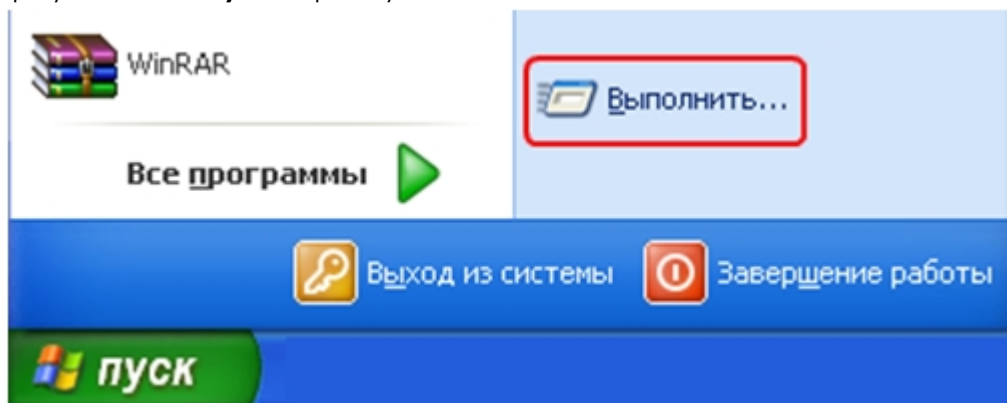 WinRAR
Выполнить...
Все программы
Выход из системы
Завершение работы
пуск